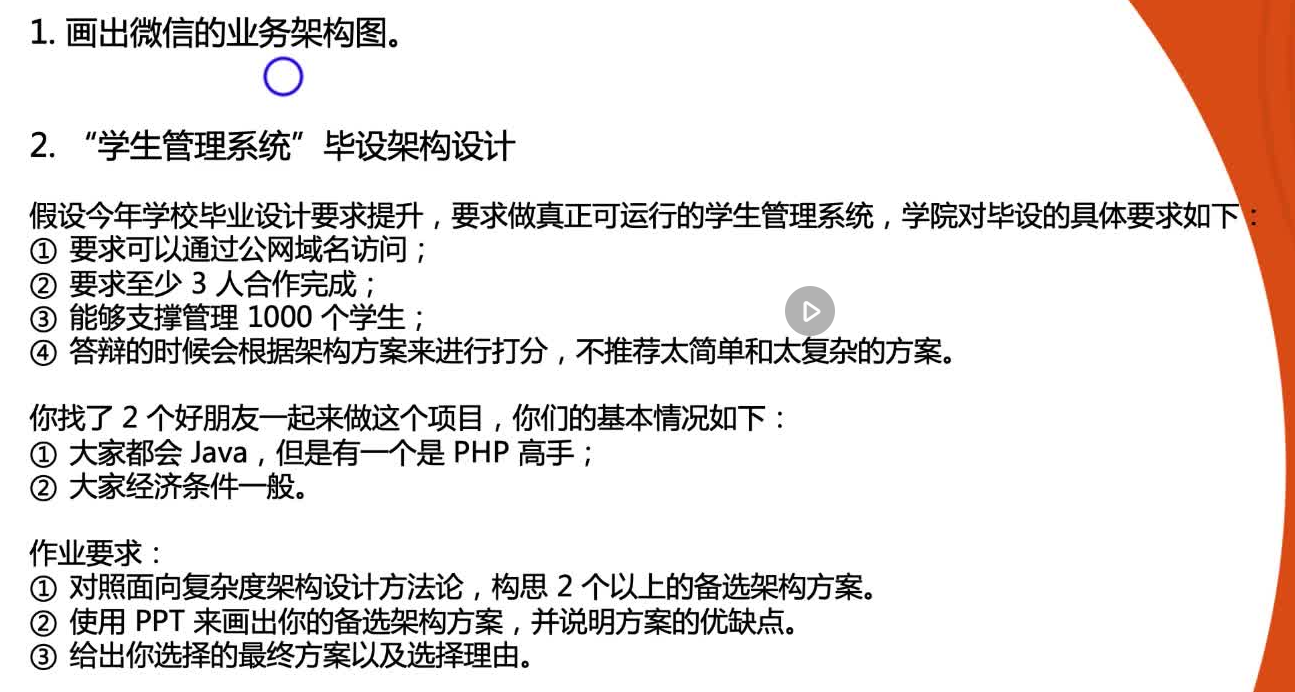 1. 画出微信的业务架构图。
2. “学生管理系统”毕设架构设计
假设今年学校毕业设计要求提升，要求做真正可运行的学生管理系统，学院对毕设的具体要求如下：
① 要求可以通过公网域名访问；
② 要求至少 3 人合作完成；
③ 能够支撑管理 1000 个学生；
④ 答辩的时候会根据架构方案来进行打分，不推荐太简单和太复杂的方案。
你找了 2 个好朋友一起来做这个项目，你们的基本情况如下：
① 大家都会 Java，但是有一个是 PHP 高手；
② 大家经济条件一般。
作业要求：
① 对照面向复杂度架构设计方法论，构思 2 个以上的备选架构方案。
② 使用 PPT 来画出你的备选架构方案，并说明方案的优缺点。
③ 给出你选择的最终方案以及选择理由。